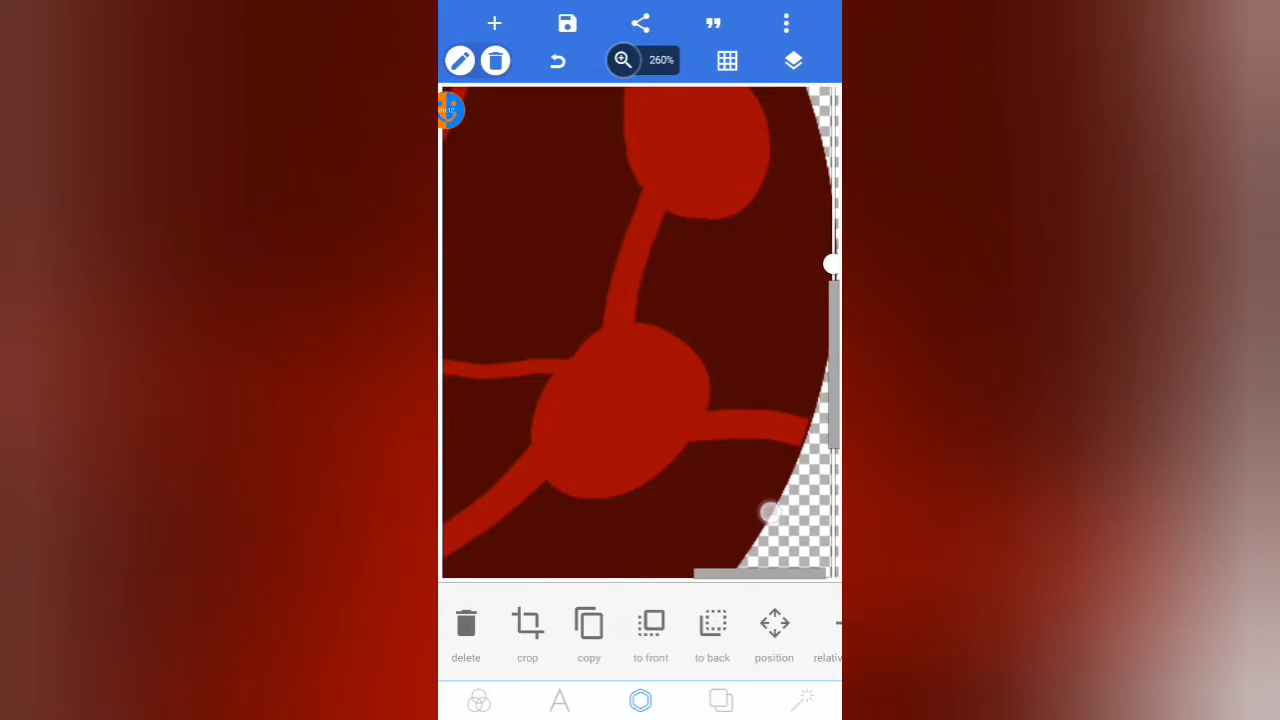 260%
delete
crop
copy
to front
to back
position
relativ